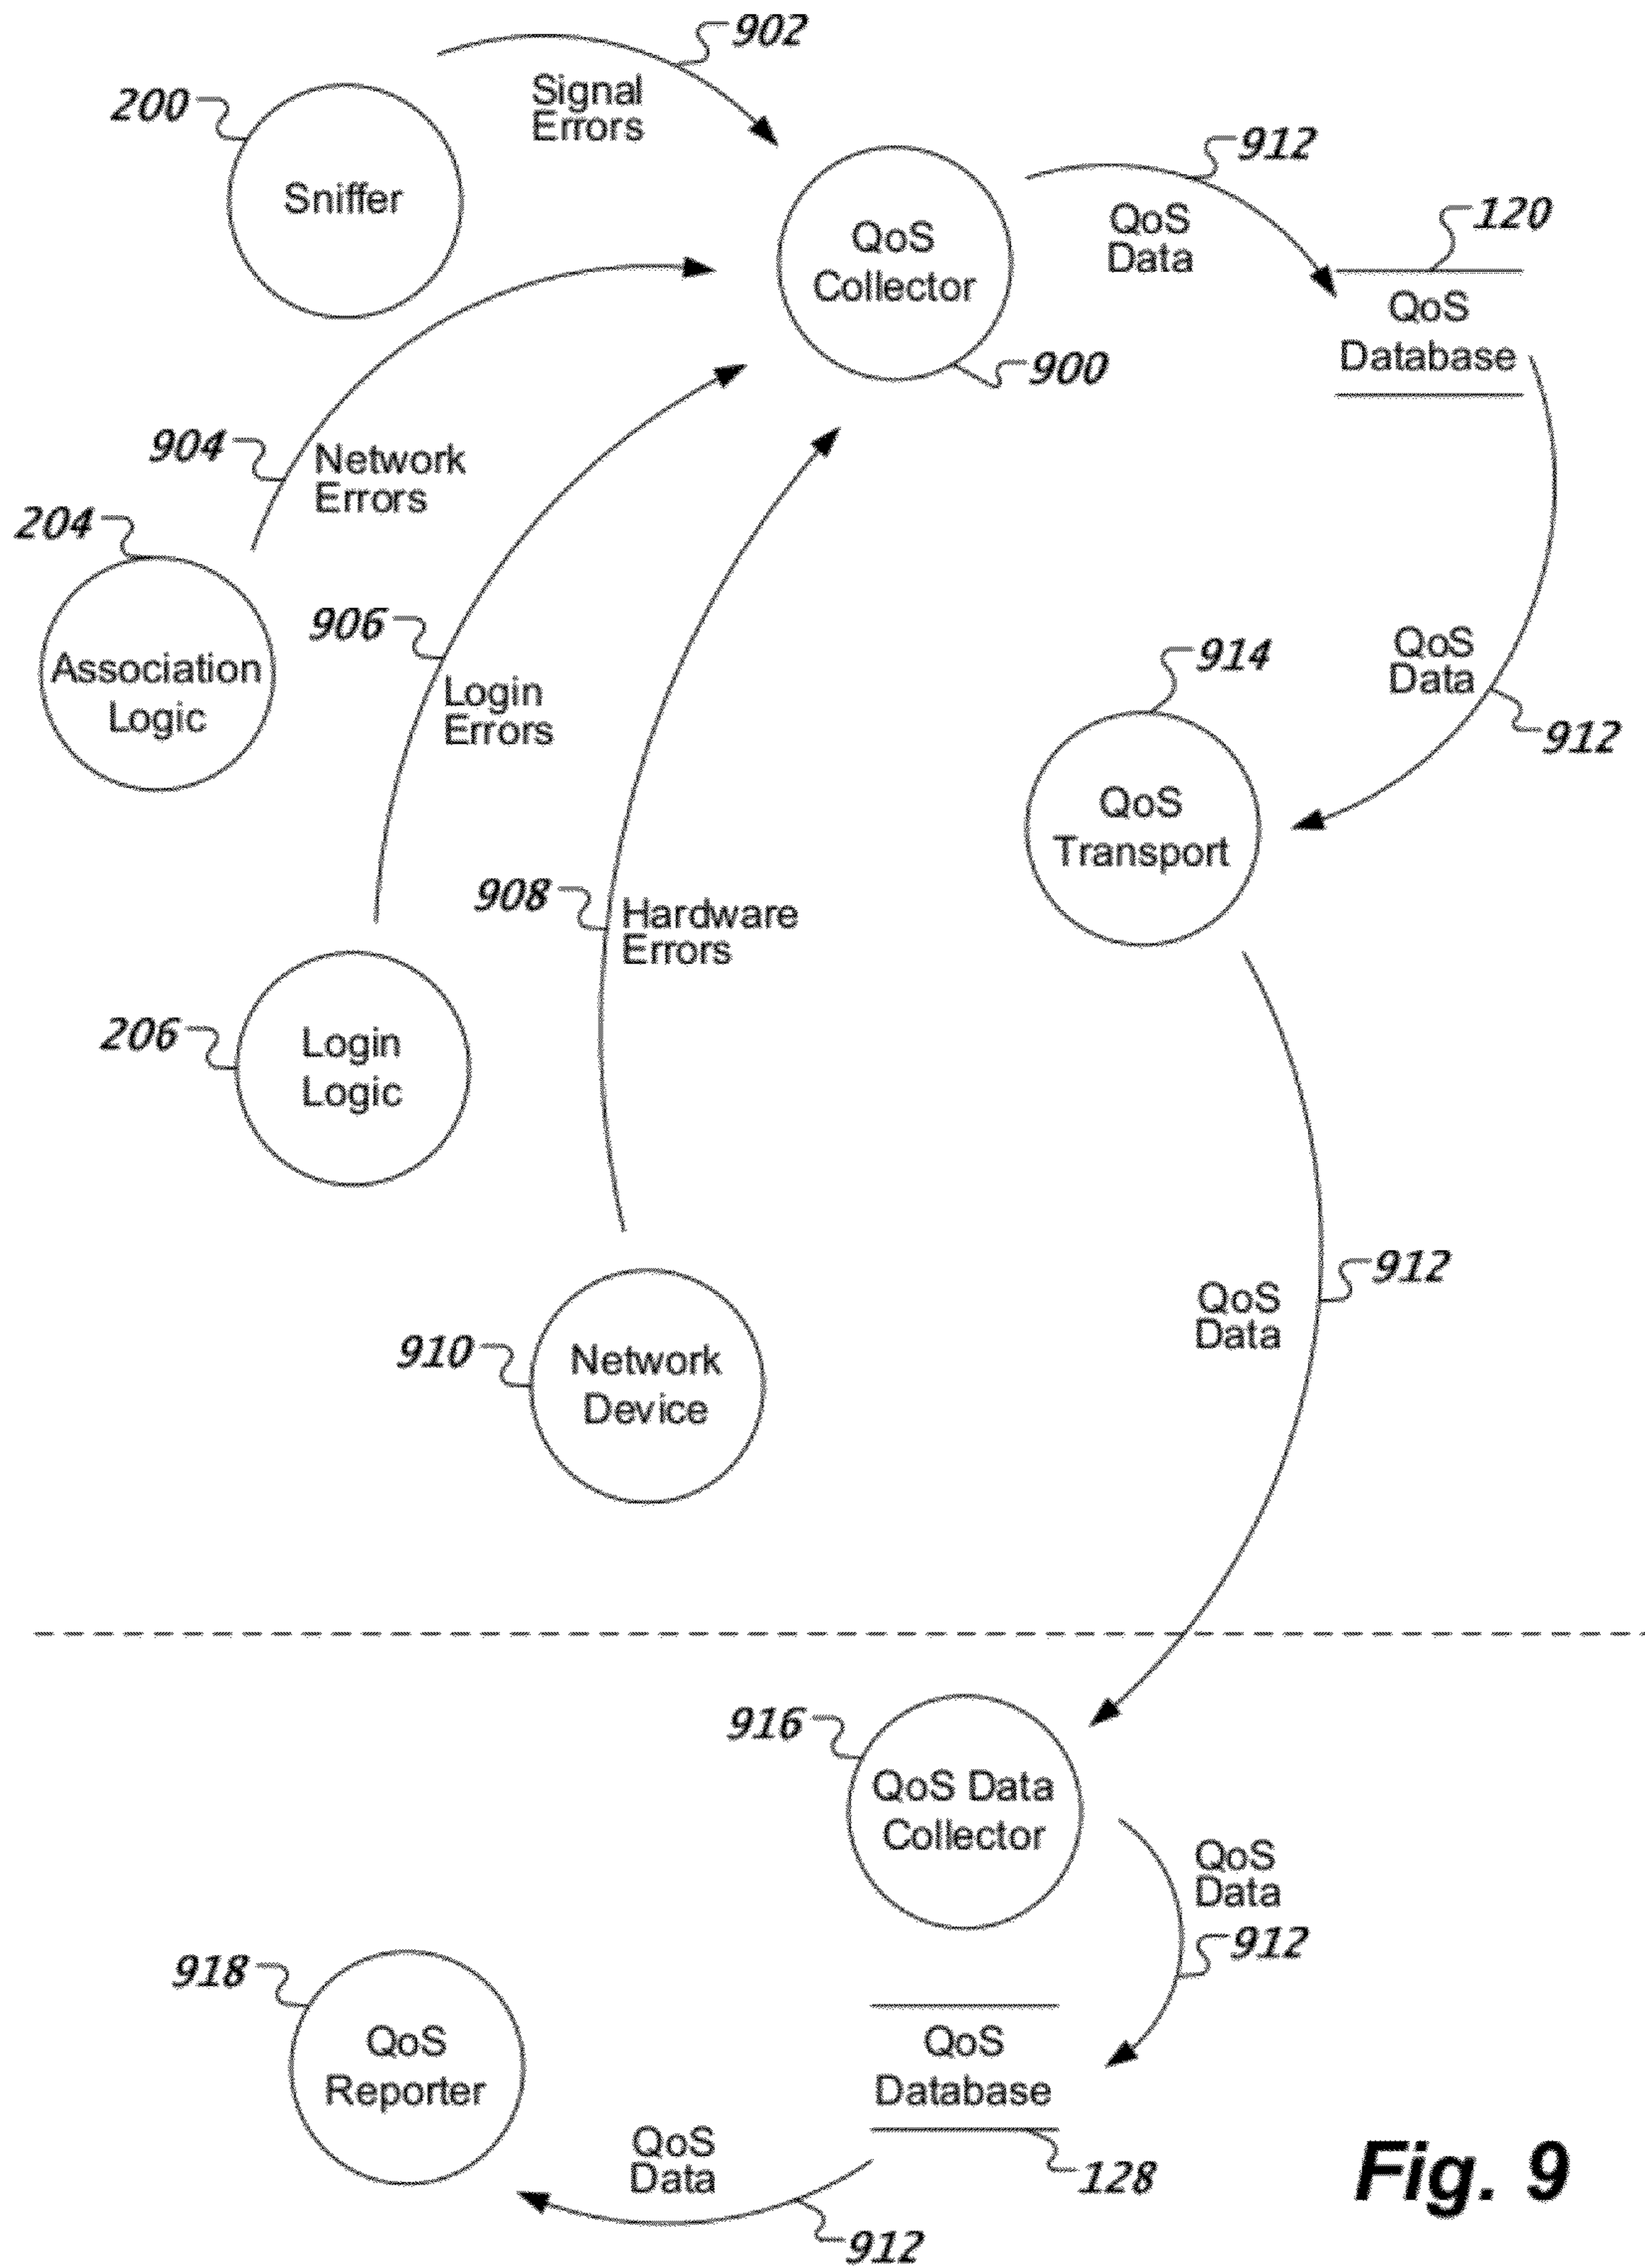 902
Signal
Errors
200
Sniffer
912
QoS
Data
120
QoS
Collector
QoS
Database
900
904
Network
Errors
204
Association
Logic
906
Login
Errors
QoS
Data
912
914
QoS
Transport
908
Hardware
Errors
206
Login
Logic
912
QoS
Data
910
Network
Device
916
QoS Data
Collector
QoS
Data
912
918
QoS
Reporter
QoS
Database
QoS
Data
128
912
Fig. 9